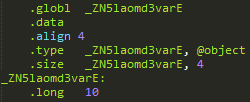 .globl _ZN5laomd3varE
.data
.align 4
.type _ZN5laomd3varE, @object
.size _ZN5laomd3varE, 4
_ZN5laomd3varE:
.long 10